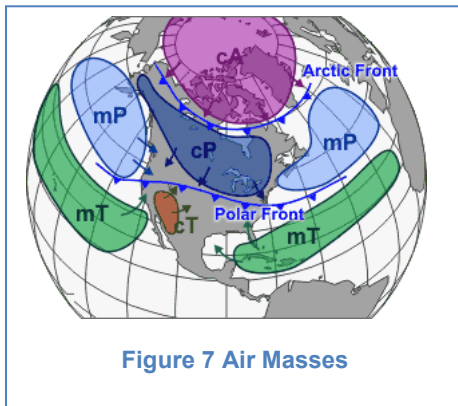 cA
Arctic Front
mP
mP
cP
mT
Polar Front
cT
mT
Figure 7 Air Masses